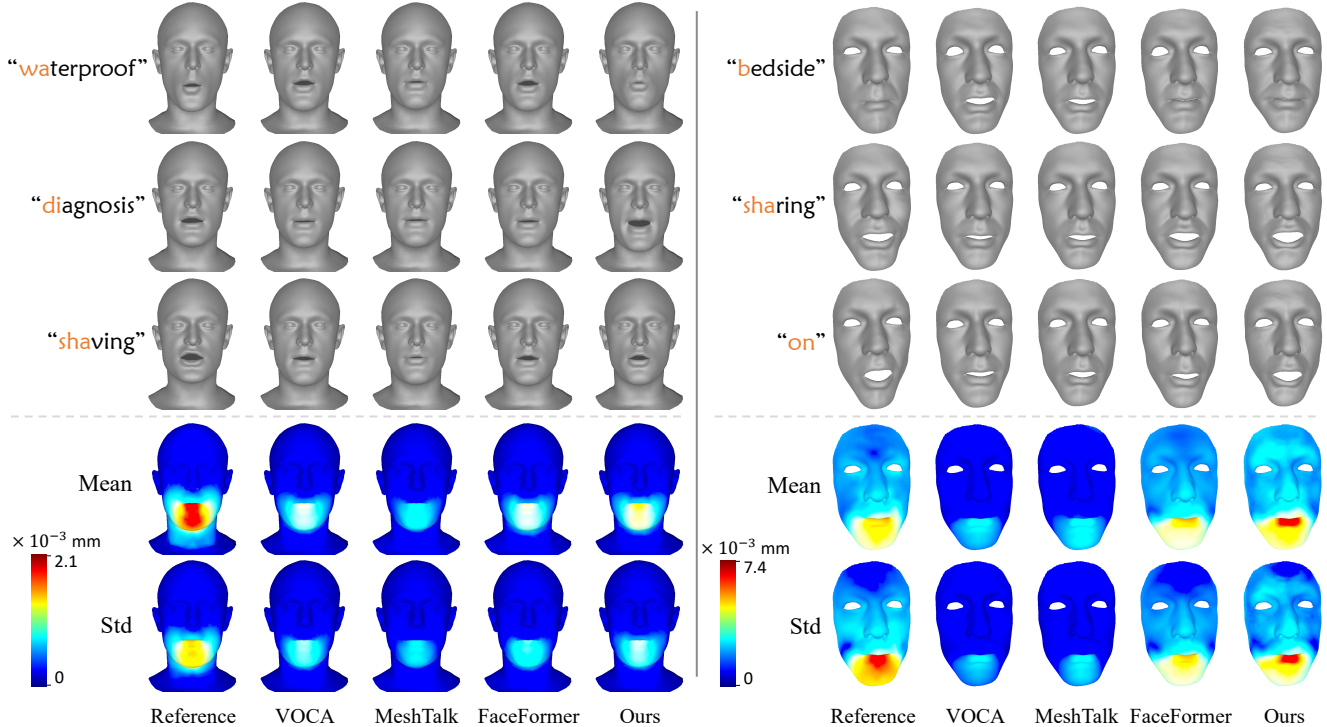 “waterproof”
“diagnosis”
“shaving”
Mean
× 10⁻³ mm
2.1
Std
0
Reference VOCA MeshTalk FaceFormer Ours
“bedside”
“sharing”
“on”
Mean
× 10⁻³ mm
7.4
Std
0
Reference VOCA MeshTalk FaceFormer Ours